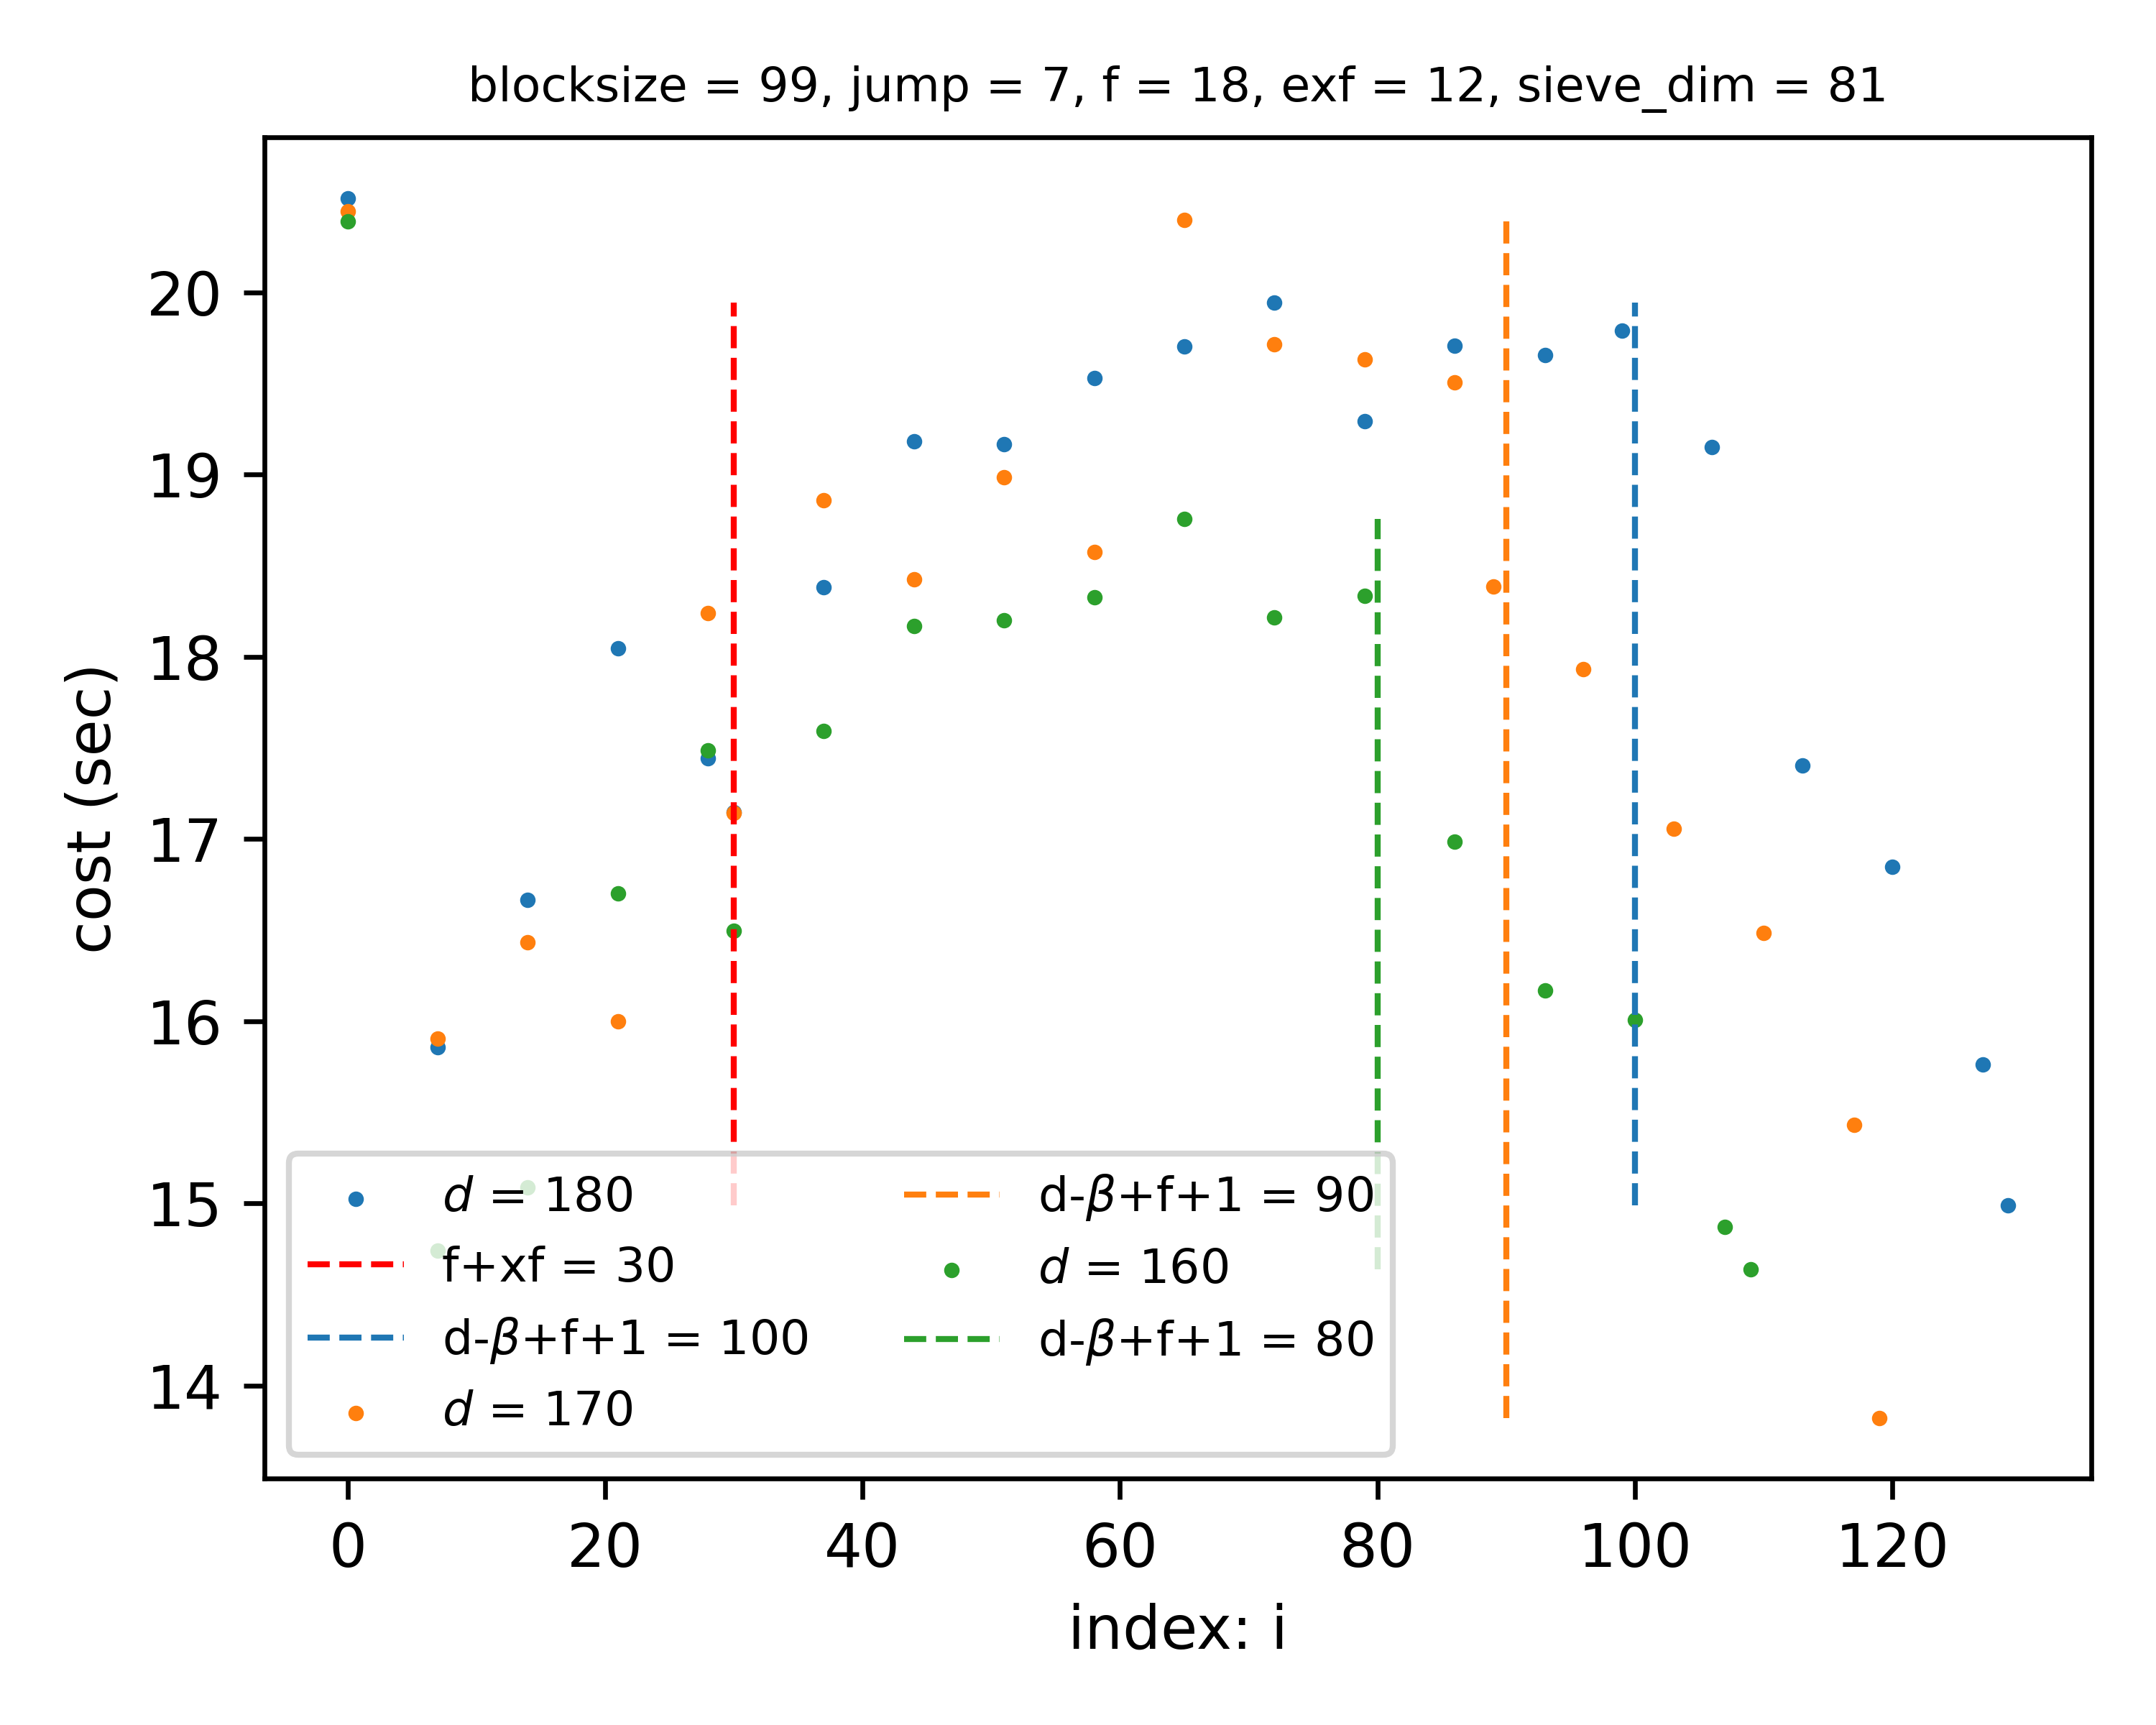 blocksize = 99, jump = 7, f = 18, exf = 12, sieve_dim = 81
cost (sec)
20
19
18
17
16
15
14
d = 180
f+xf = 30
d-β+f+1 = 100
d = 170
d-β+f+1 = 90
d = 160
d-β+f+1 = 80
0 20 40 60 80 100 120
index: i